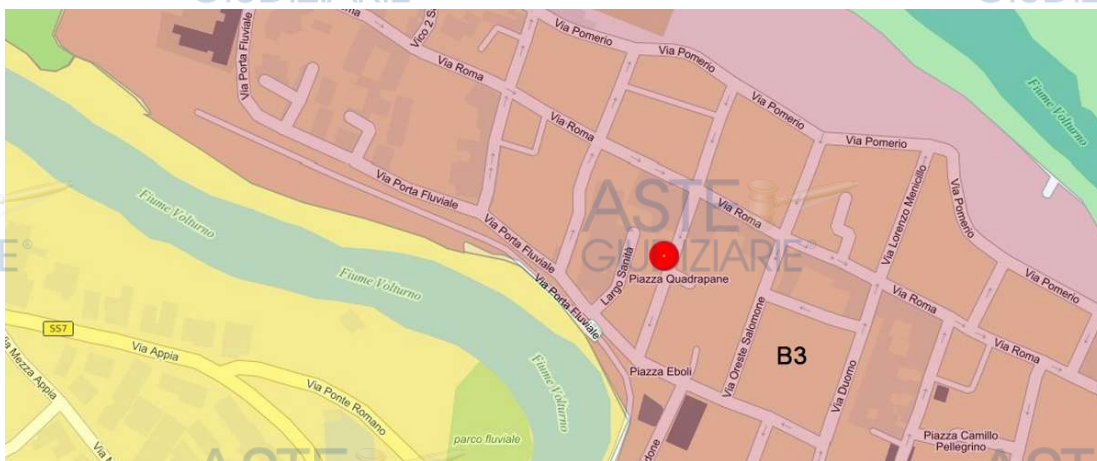 GIUDIZIARIE
Via Porta Fluviale
Vico 2 S
Via Roma
Via Pomerio
Via Pomerio
Via Pomerio
Via Pomerio
Via Pomerio
Via Pomerio
Fiume Volturno
Via Roma
Via Porta Fluviale
Via Lorenzo Menicillo
Via Roma
Fiume Volturno
Via Porta Fluviale
Largo Sanità
ASTE
GIUDIZIARIE®
Fiume Volturno
Piazza Quadrapane
Via Porta Fluviale
Via Roma
SS7
Via Appia
Via Mezza Appia
Via Oreste Salomone
Via Roma
B3
Piazza Eboli
Via Duomo
Fiume Volturno
Via Ponte Romano
parco fluviale
Piazza Camillo
Pellegrino